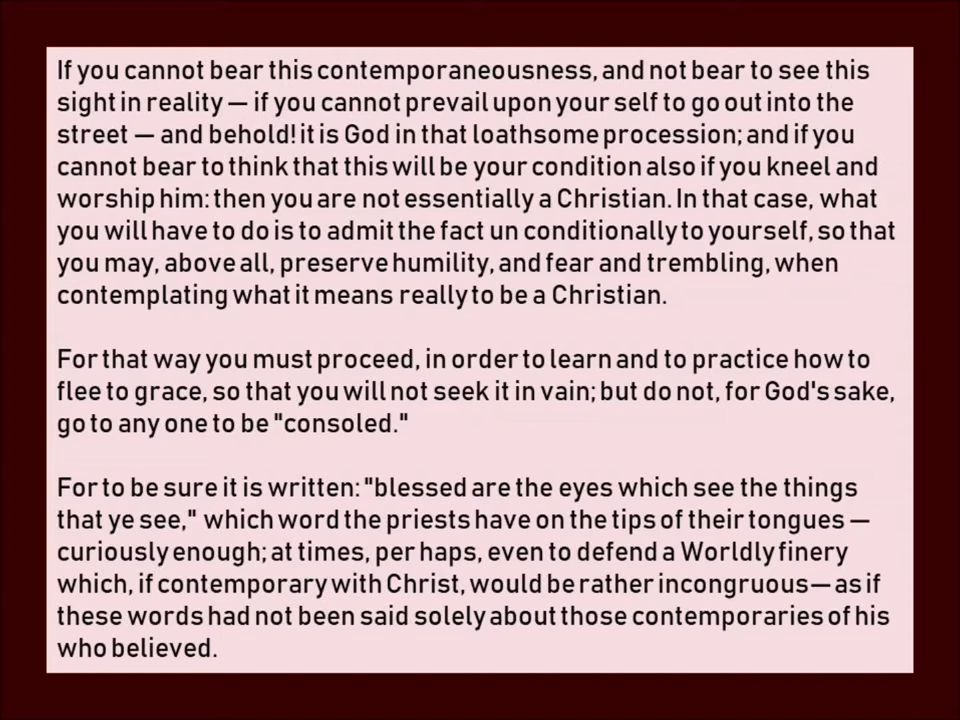 If you cannot bear this contemporaneousness, and not bear to see this
sight in reality — if you cannot prevail upon your self to go out into the
street — and behold! it is God in that loathsome procession; and if you
cannot bear to think that this will be your condition also if you kneel and
worship him: then you are not essentially a Christian. In that case, what
you will have to do is to admit the fact un conditionally to yourself, so that
you may, above all, preserve humility, and fear and trembling, when
contemplating what it means really to be a Christian.
For that way you must proceed, in order to learn and to practice how to
flee to grace, so that you will not seek it in vain; but do not, for God's sake,
go to any one to be "consoled."
For to be sure it is written: "blessed are the eyes which see the things
that ye see," which word the priests have on the tips of their tongues —
curiously enough; at times, per haps, even to defend a Worldly finery
which, if contemporary with Christ, would be rather incongruous— as if
these words had not been said solely about those contemporaries of his
who believed.